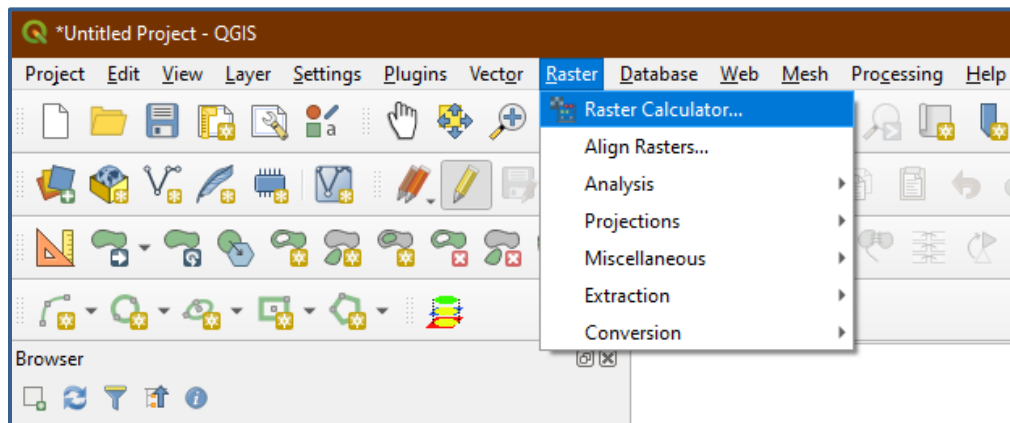 *Untitled Project - QGIS
Project Edit View Layer Settings Plugins Vector Raster Database Web Mesh Processing Help
Raster Calculator...
Align Rasters...
Analysis
Projections
Miscellaneous
Extraction
Conversion
a
Browser